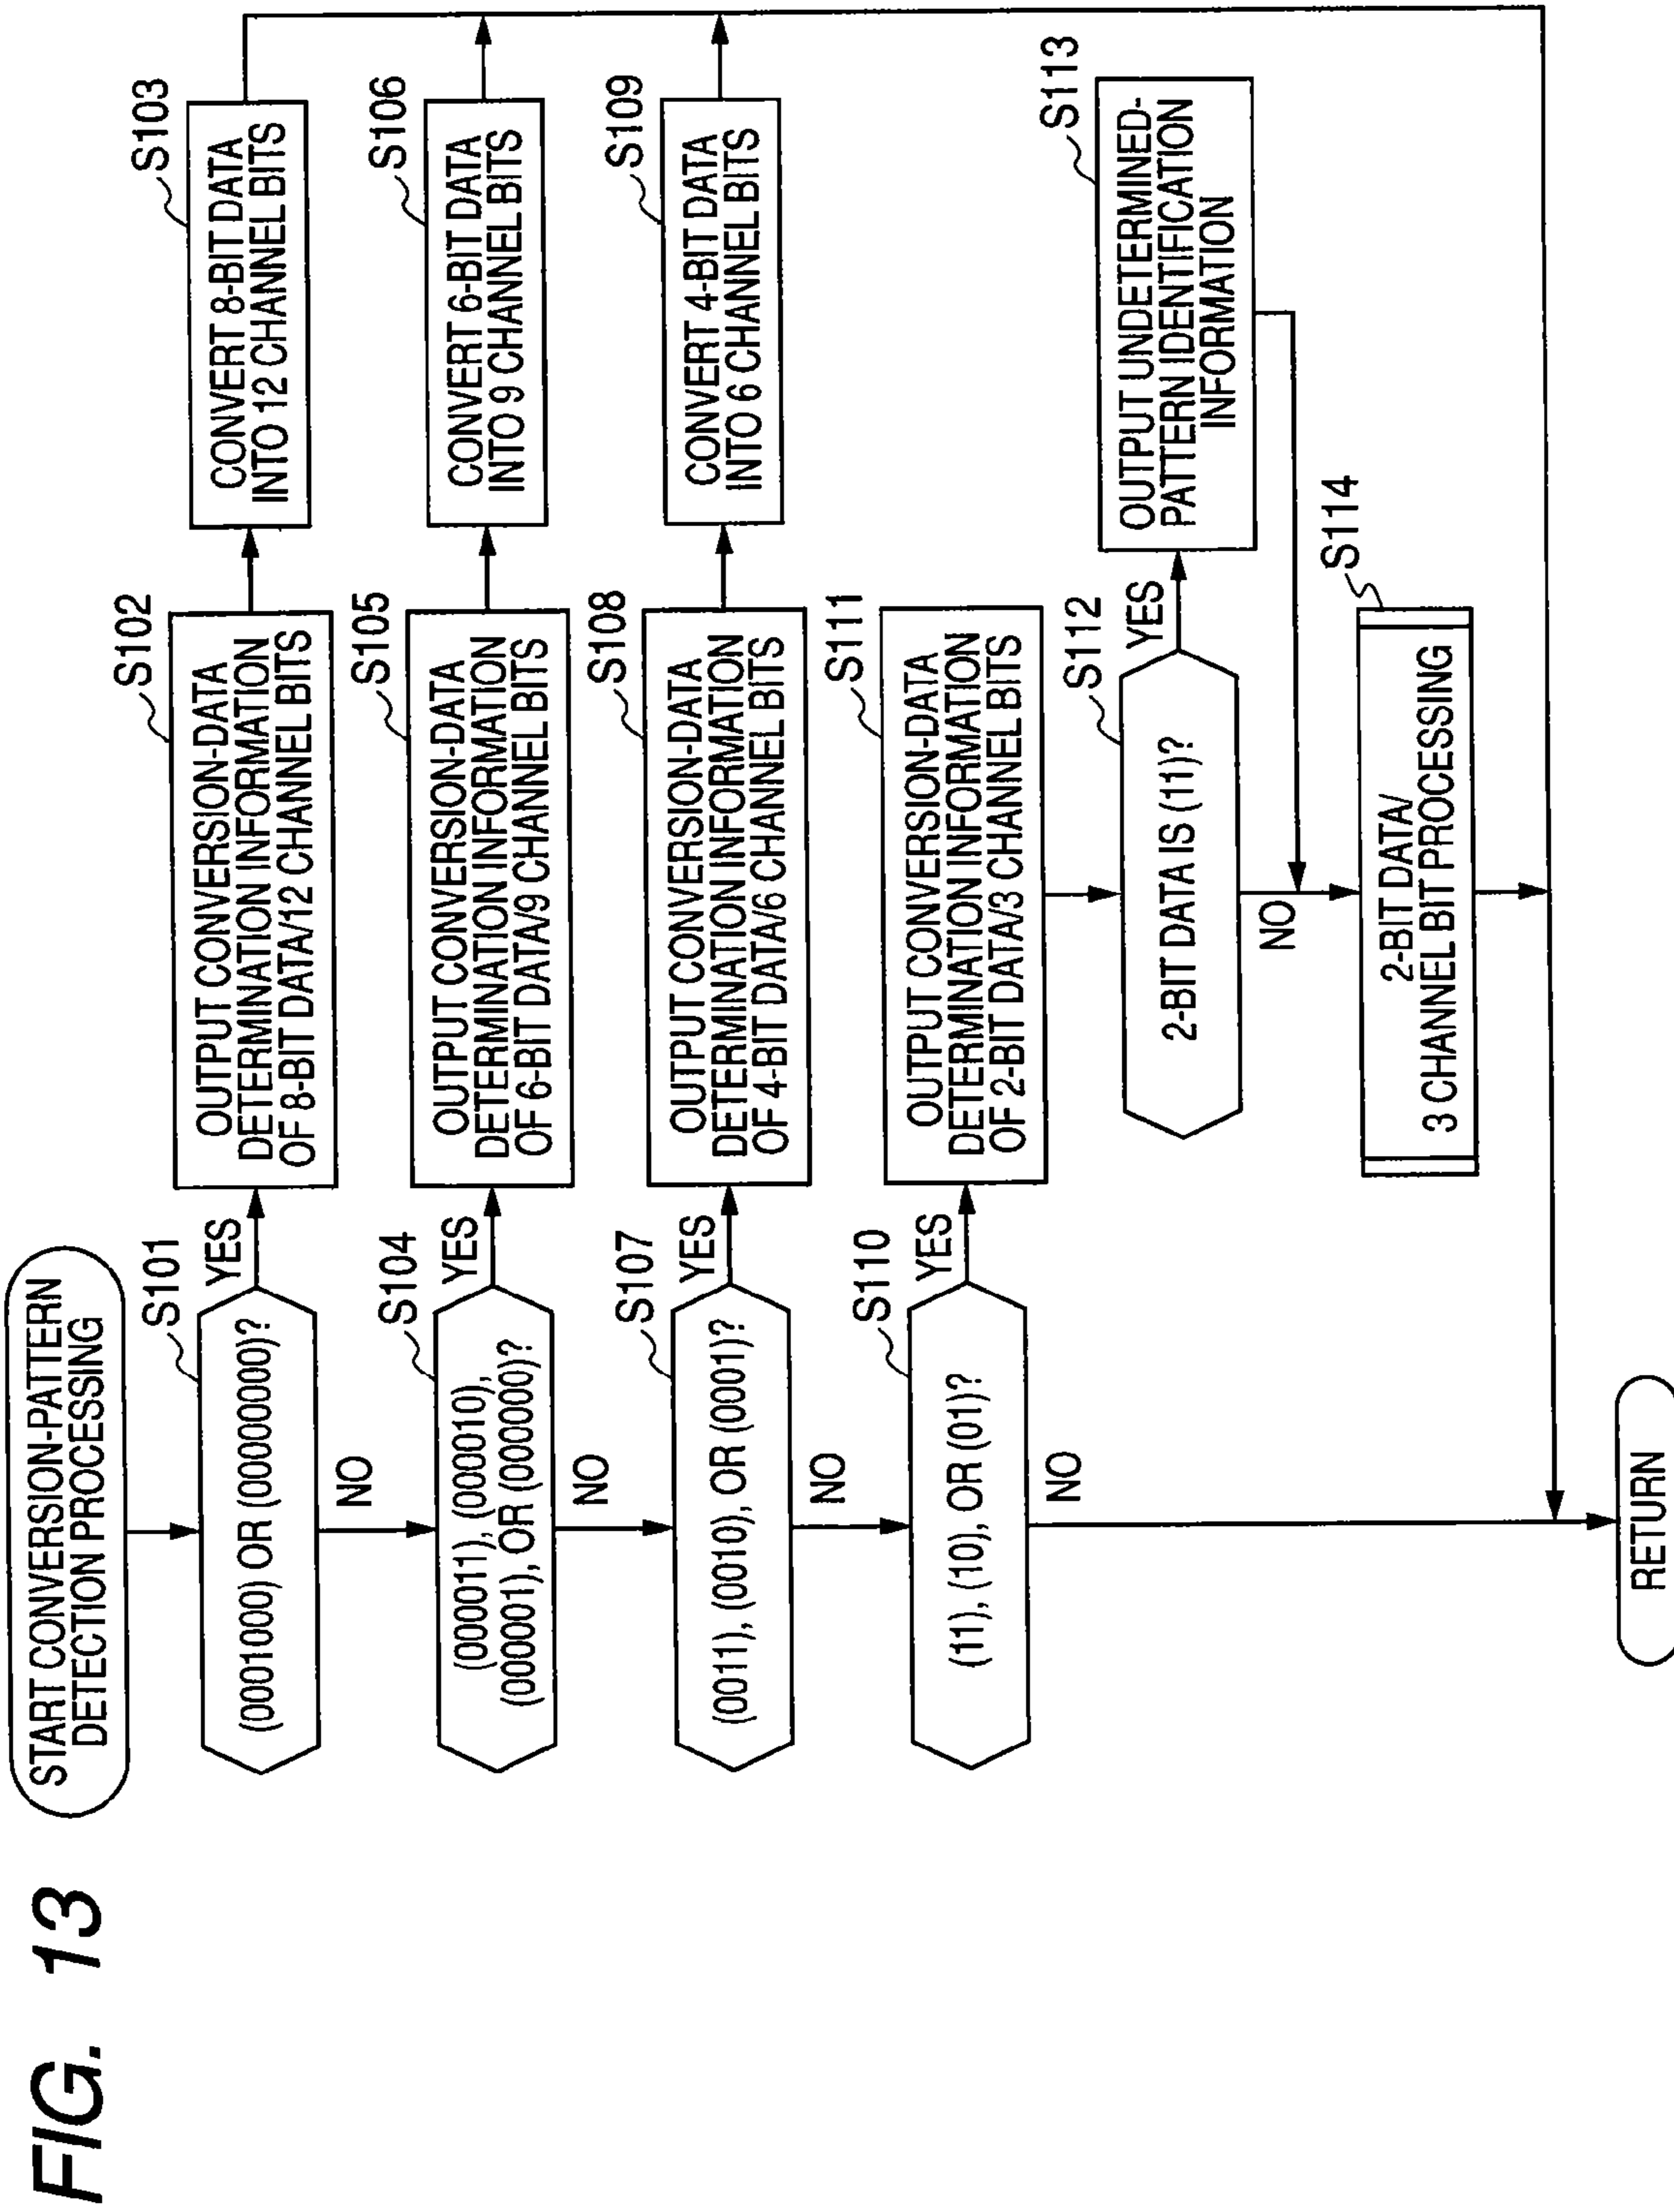 FIG. 13
START CONVERSION-PATTERN
DETECTION PROCESSING
S101
(00010000) OR (00000000)?
YES
NO
S102
OUTPUT CONVERSION-DATA
DETERMINATION INFORMATION
OF 8-BIT DATA/12 CHANNEL BITS
S103
CONVERT 8-BIT DATA
INTO 12 CHANNEL BITS
S104
(000011), (000010),
(000001), OR (000000)?
YES
NO
S105
OUTPUT CONVERSION-DATA
DETERMINATION INFORMATION
OF 6-BIT DATA/9 CHANNEL BITS
S106
CONVERT 6-BIT DATA
INTO 9 CHANNEL BITS
S107
(0011), (0010), OR (0001)?
YES
NO
S108
OUTPUT CONVERSION-DATA
DETERMINATION INFORMATION
OF 4-BIT DATA/6 CHANNEL BITS
S109
CONVERT 4-BIT DATA
INTO 6 CHANNEL BITS
S110
(11), (10), OR (01)?
YES
NO
S111
OUTPUT CONVERSION-DATA
DETERMINATION INFORMATION
OF 2-BIT DATA/3 CHANNEL BITS
S112
2-BIT DATA IS (11)?
YES
NO
S113
OUTPUT UNDETERMINED-
PATTERN IDENTIFICATION
INFORMATION
S114
2-BIT DATA/
3 CHANNEL BIT PROCESSING
RETURN